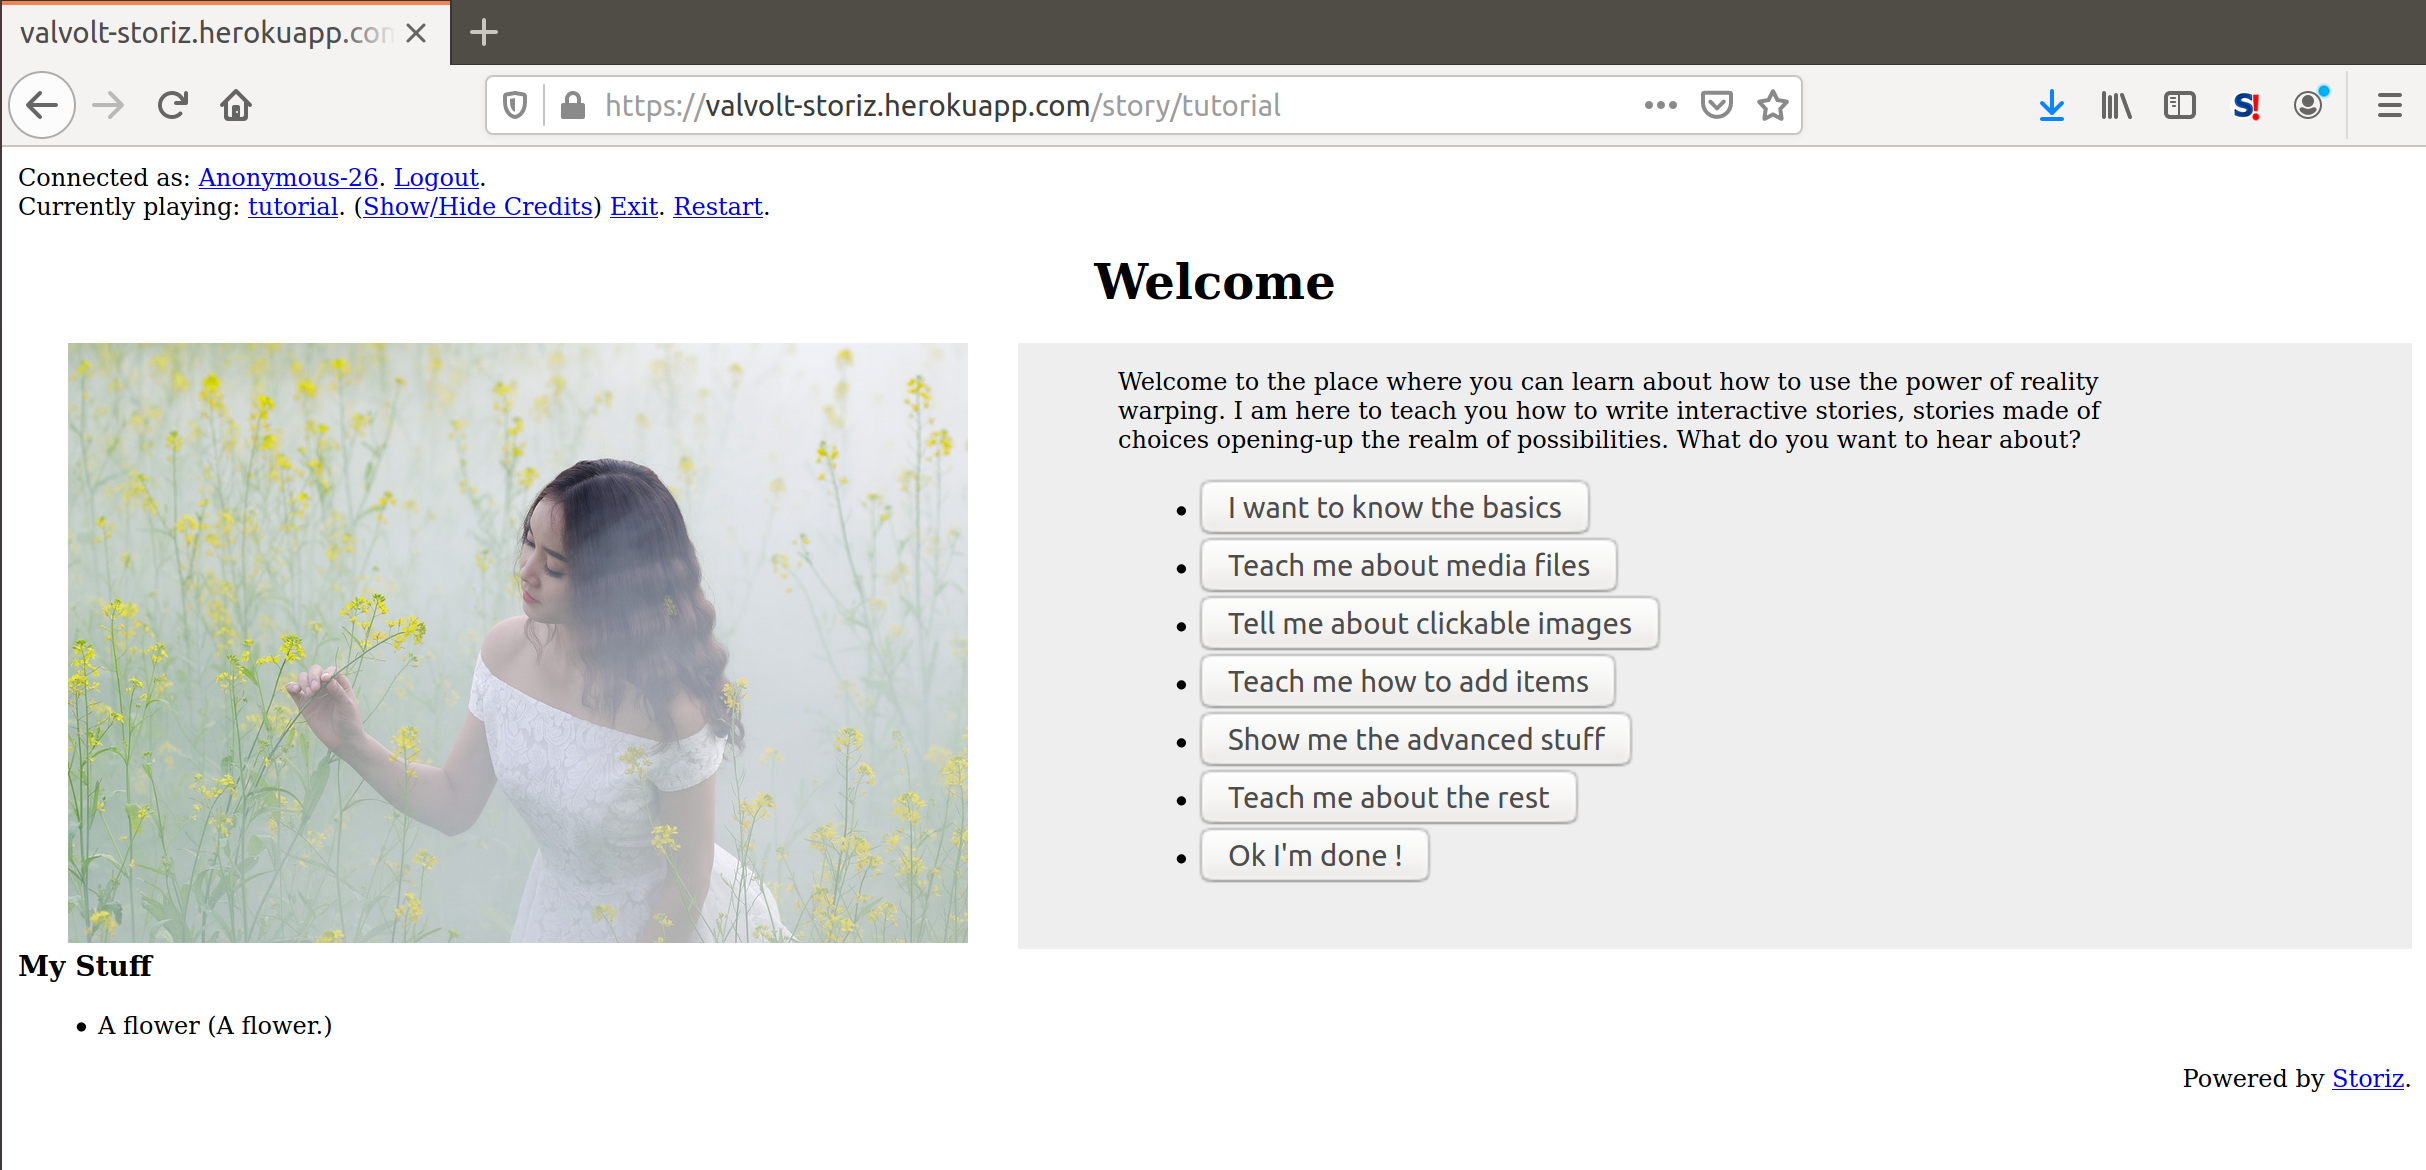 valvolt-storiz.herokuapp.com
https://valvolt-storiz.herokuapp.com/story/tutorial
S!
Connected as: Anonymous-26. Logout.
Currently playing: tutorial. (Show/Hide Credits) Exit. Restart.
Welcome
Welcome to the place where you can learn about how to use the power of reality
warping. I am here to teach you how to write interactive stories, stories made of
choices opening-up the realm of possibilities. What do you want to hear about?
I want to know the basics
Teach me about media files
Tell me about clickable images
Teach me how to add items
Show me the advanced stuff
Teach me about the rest
Ok I'm done !
My Stuff
A flower (A flower.)
Powered by Storiz.